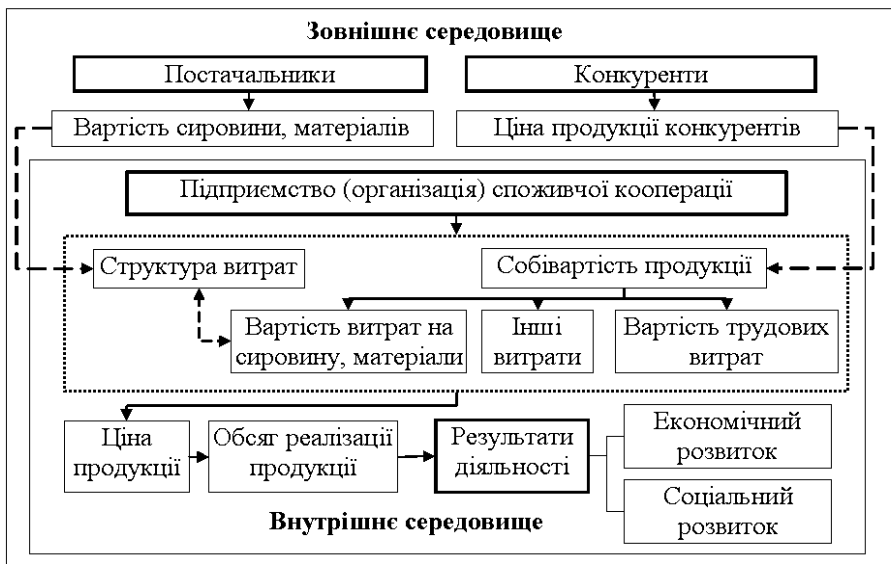 Зовнішнє середовище
Постачальники
Конкуренти
Вартість сировини, матеріалів
Ціна продукції конкурентів
Підприємство (організація) споживчої кооперації
Структура витрат
Собівартість продукції
Вартість витрат на
сировину, матеріали
Інші
витрати
Вартість трудових
витрат
Ціна
продукції
Обсяг реалізації
продукції
Результати
діяльності
Економічний
розвиток
Соціальний
розвиток
Внутрішнє середовище